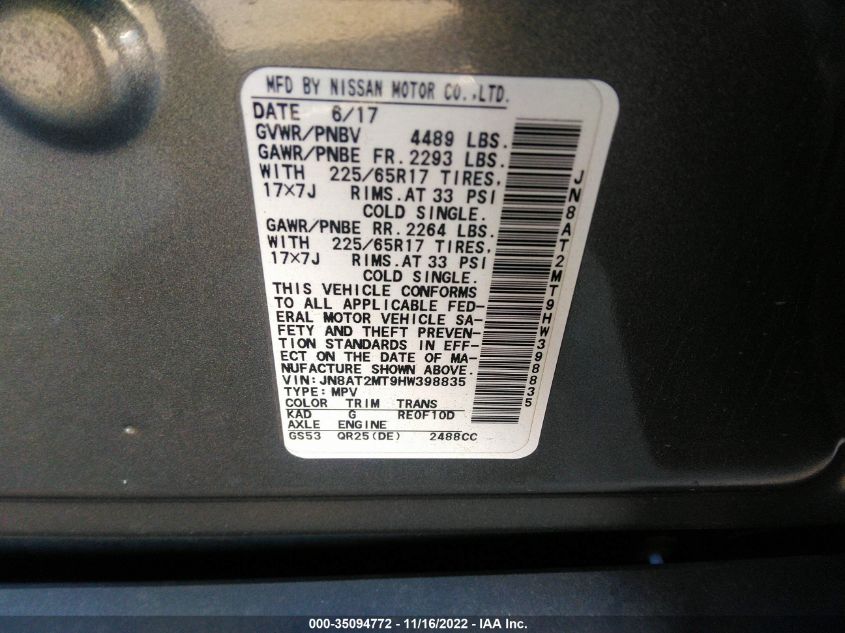 MFD BY NISSAN MOTOR CO.,LTD.
DATE 6/17
GVWR/PNBV 4489 LBS.
GAWR/PNBE FR.2293 LBS.
WITH 225/65R17 TIRES,
17×7J RIMS.AT 33 PSI
COLD SINGLE.
GAWR/PNBE RR.2264 LBS.
WITH 225/65R17 TIRES,
17×7J RIMS.AT 33 PSI
COLD SINGLE.
THIS VEHICLE CONFORMS
TO ALL APPLICABLE FED-
ERAL MOTOR VEHICLE SA-
FETY AND THEFT PREVEN-
TION STANDARDS IN EFF-
ECT ON THE DATE OF MA-
NUFACTURE SHOWN ABOVE.
VIN:JN8AT2MT9HW398835
TYPE:MPV
COLOR TRIM TRANS
KAD G RE0F10D
AXLE ENGINE
GS53 QR25(DE) 2488CC
JN8AT2MT9HW398835
000-35094772 - 11/16/2022 - IAA Inc.